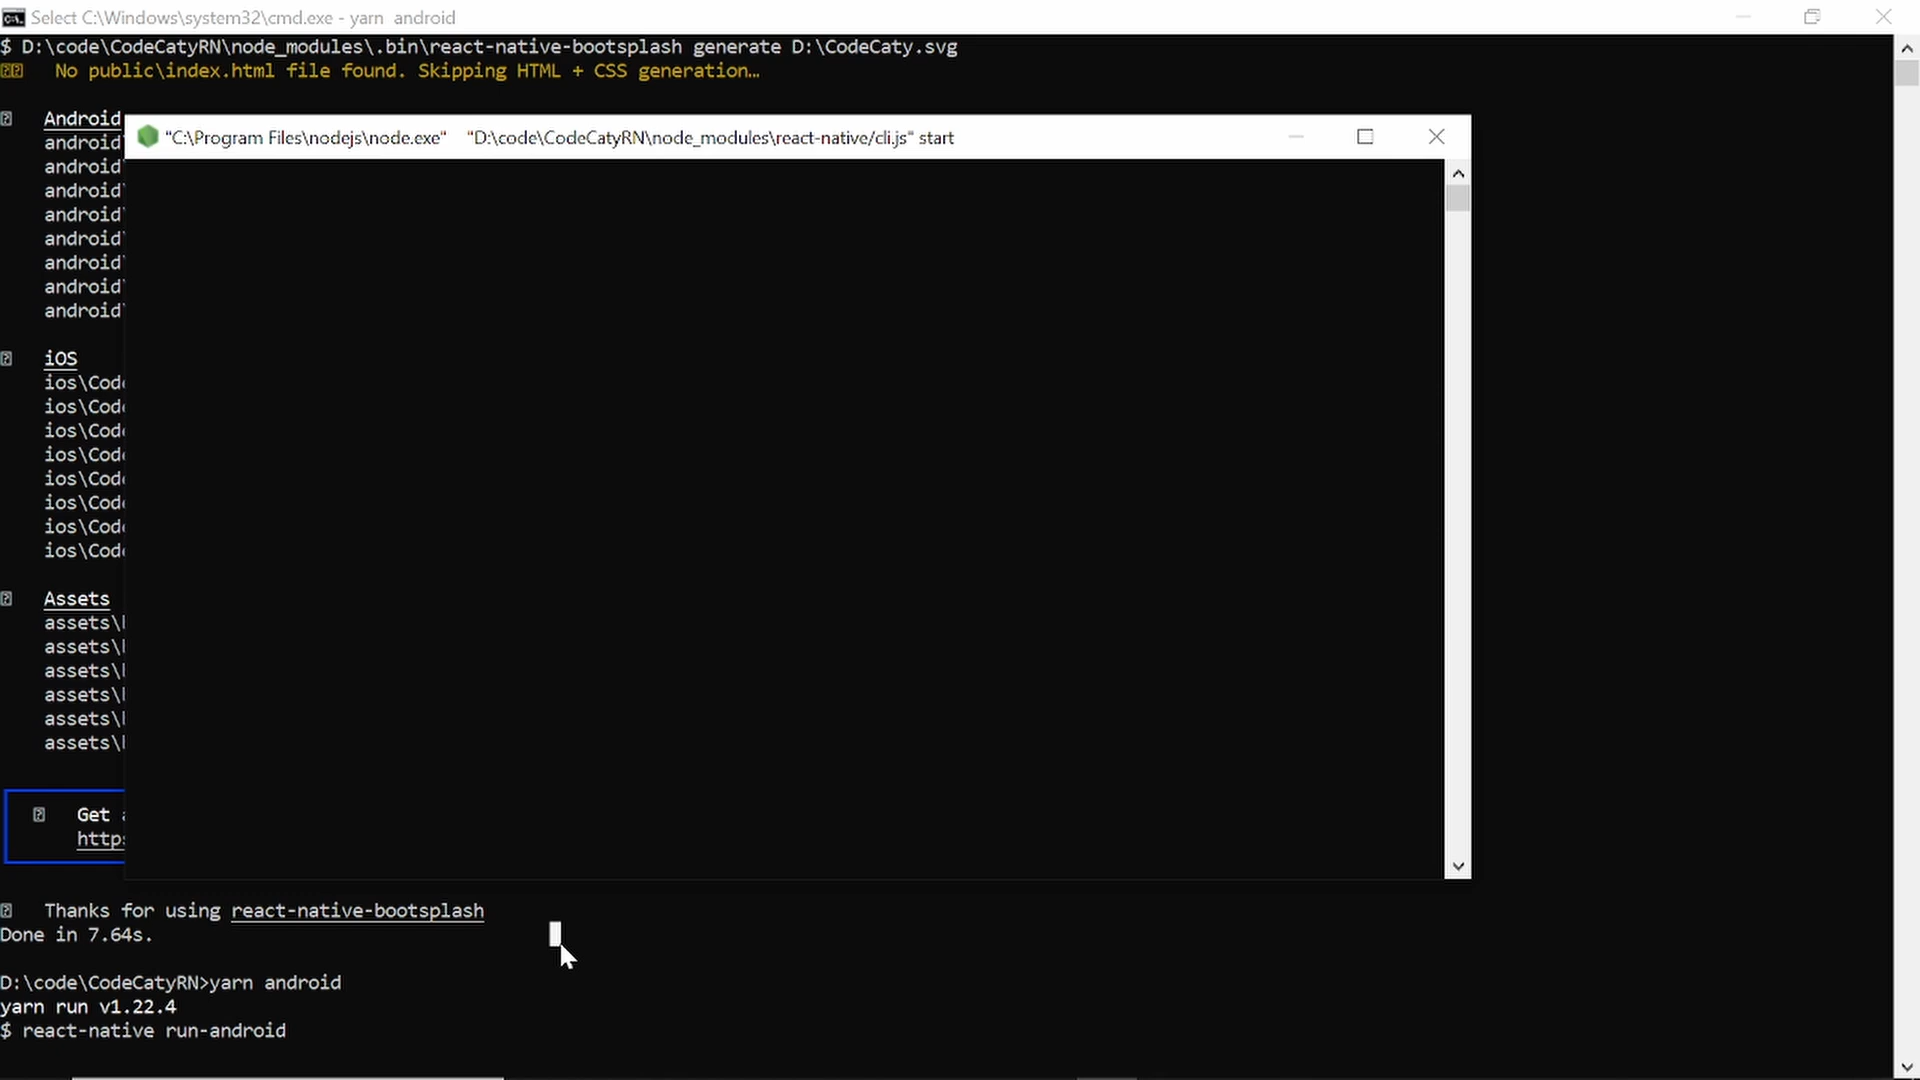 Select C:\Windows\system32\cmd.exe - yarn  android
$ D:\code\CodeCatyRN\node_modules\.bin\react-native-bootsplash generate D:\CodeCaty.svg
No public\index.html file found. Skipping HTML + CSS generation…
Android
"C:\Program Files\nodejs\node.exe"   "D:\code\CodeCatyRN\node_modules\react-native/cli.js" start
android
android
android
android
android
android
android
android
iOS
ios\Cod
ios\Cod
ios\Cod
ios\Cod
ios\Cod
ios\Cod
ios\Cod
ios\Cod
Assets
assets\
assets\
assets\
assets\
assets\
assets\
Get
http
Thanks for using react-native-bootsplash
Done in 7.64s.
D:\code\CodeCatyRN>yarn android
yarn run v1.22.4
$ react-native run-android